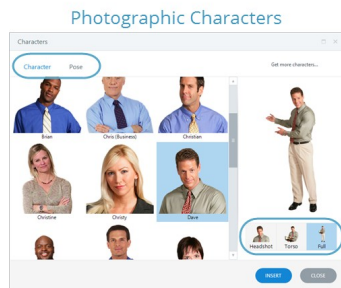 Photographic Characters
Characters
Character Pose
Get more characters...
Brian Chris (Business) Christian
Christine Christy Dave
Headshot Torso Full
INSERT CLOSE